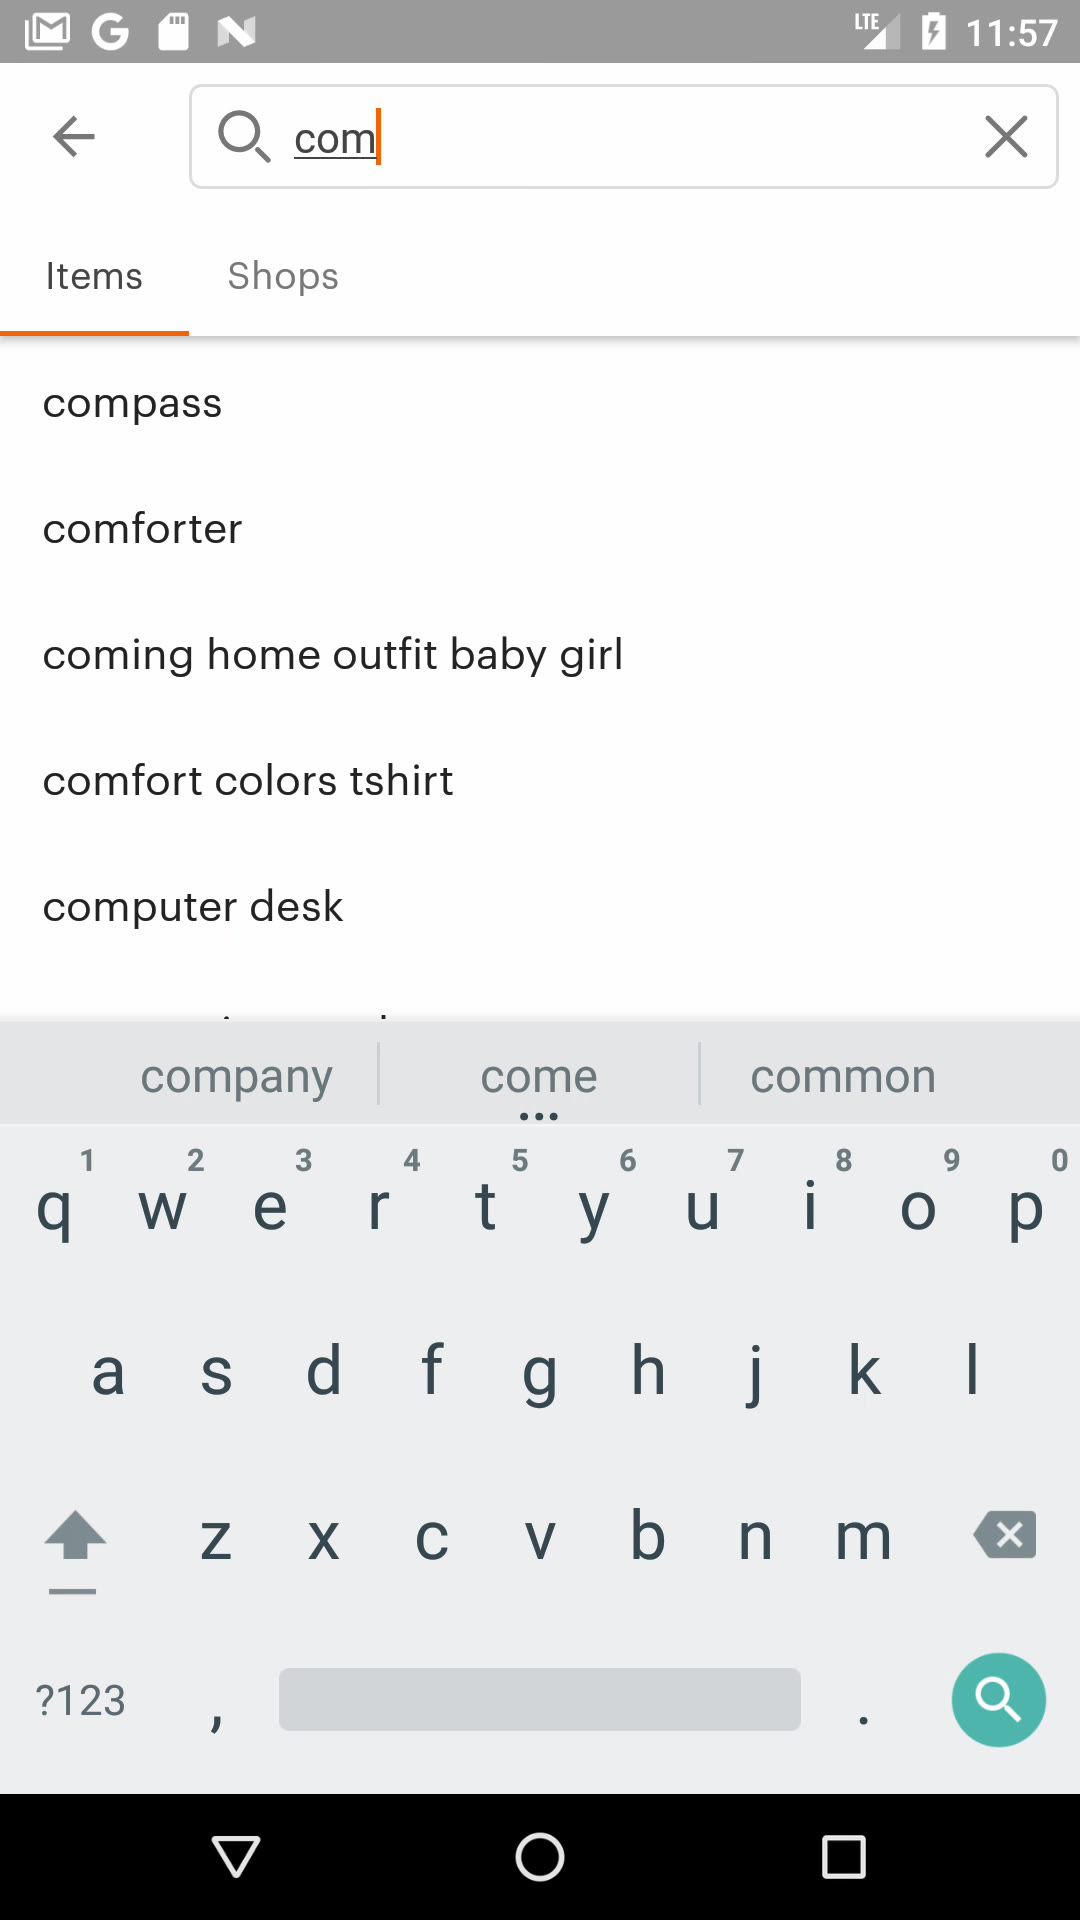 LTE 11:57
com
Items Shops
compass
comforter
coming home outfit baby girl
comfort colors tshirt
computer desk
company come common
1 2 3 4 5 6 7 8 9 0
q w e r t y u i o p
a s d f g h j k l
z x c v b n m
?123 , .